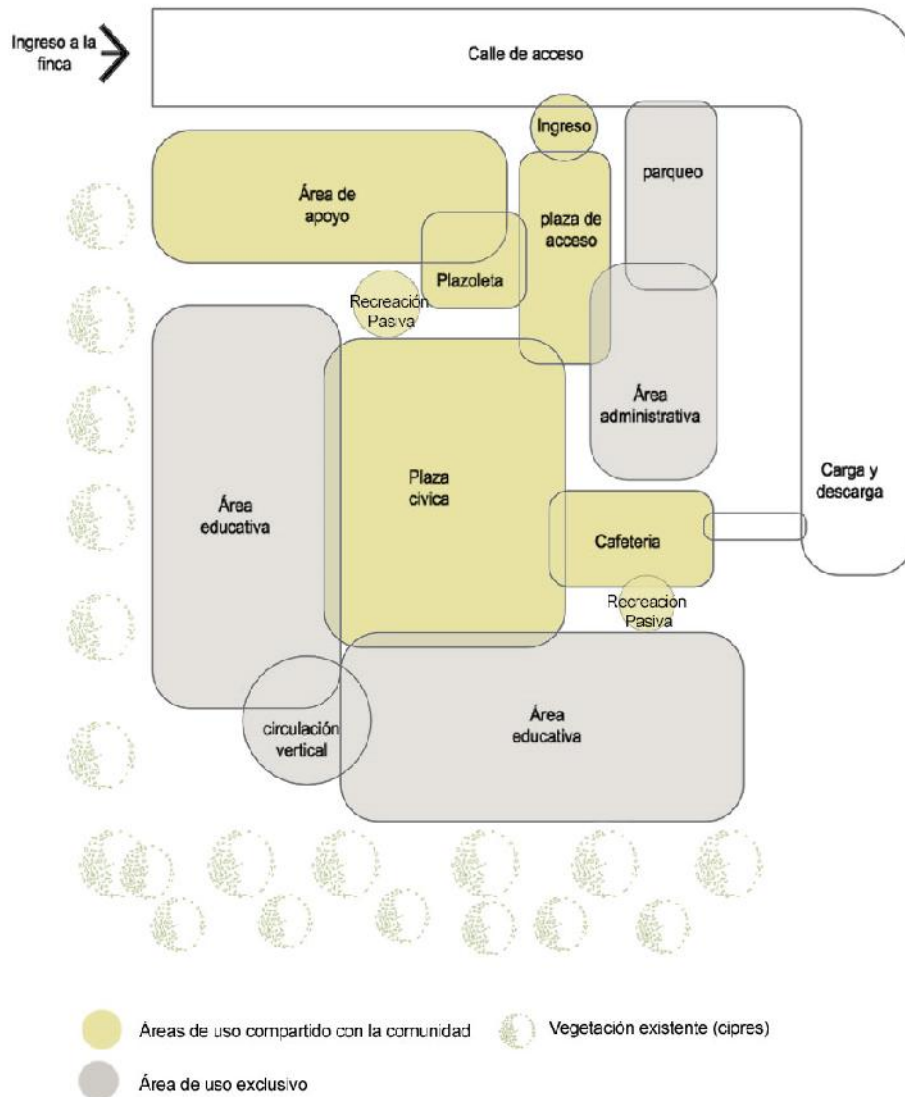 Ingreso a la
finca
Calle de acceso
Ingreso
parqueo
Área de
apoyo
plaza de
acceso
Plazoleta
Recreación
Pasiva
Área
administrativa
Plaza
cívica
Carga y
descarga
Área
educativa
Cafeteria
Recreación
Pasiva
circulación
vertical
Área
educativa
Áreas de uso compartido con la comunidad
Vegetación existente (cipres)
Área de uso exclusivo